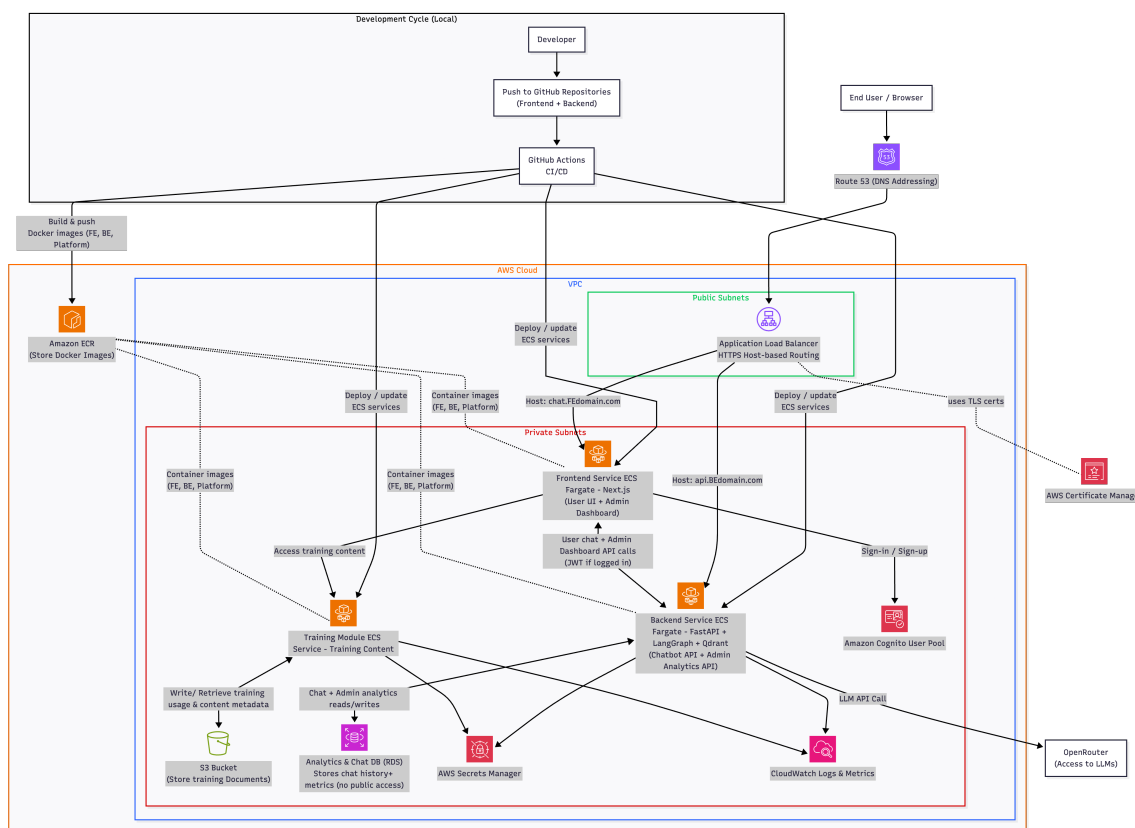 Development Cycle (Local)
Developer
Push to GitHub Repositories
(Frontend + Backend)
End User / Browser
GitHub Actions
CI/CD
53
Route 53 (DNS Addressing)
Build & push
Docker images (FE, BE,
Platform)
AWS Cloud
VPC
Public Subnets
Amazon ECR
(Store Docker Images)
Deploy / update
ECS services
Application Load Balancer
HTTPS Host-based Routing
Deploy / update
ECS services
Container images
(FE, BE, Platform)
Host: chat.FEdomain.com
Deploy / update
ECS services
uses TLS certs
Private Subnets
Container images
(FE, BE, Platform)
Container images
(FE, BE, Platform)
Frontend Service ECS
Fargate - Next.js
(User UI + Admin
Dashboard)
Host: api.BEdomain.com
AWS Certificate Manag
Access training content
User chat + Admin
Dashboard API calls
(JWT if logged in)
Sign-in / Sign-up
Training Module ECS
Service - Training Content
Backend Service ECS
Fargate - FastAPI +
LangGraph + Qdrant
(Chatbot API + Admin
Analytics API)
Amazon Cognito User Pool
Write/ Retrieve training
usage & content metadata
Chat + Admin analytics
reads/writes
LLM API Call
S3 Bucket
(Store training Documents)
Analytics & Chat DB (RDS)
Stores chat history+
metrics (no public access)
AWS Secrets Manager
CloudWatch Logs & Metrics
OpenRouter
(Access to LLMs)